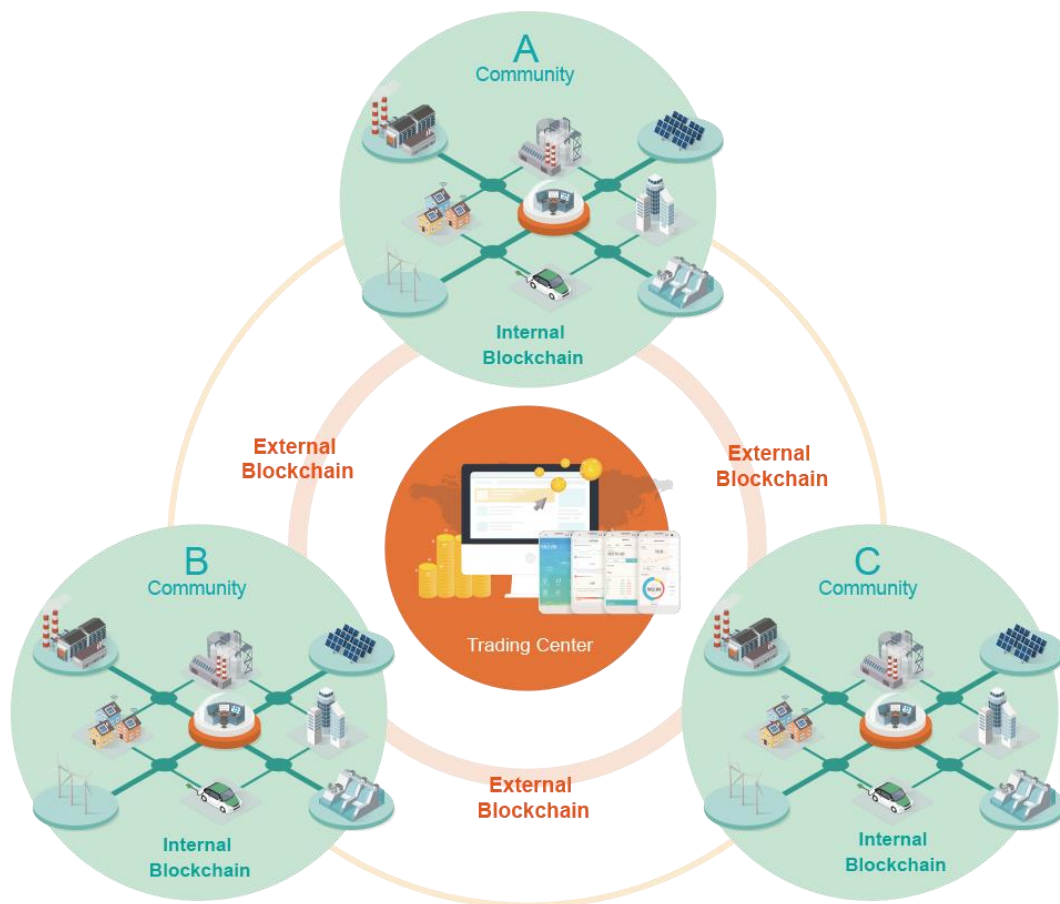 A
Community
Internal
Blockchain
External
Blockchain
External
Blockchain
Trading Center
B
Community
Internal
Blockchain
C
Community
Internal
Blockchain
External
Blockchain